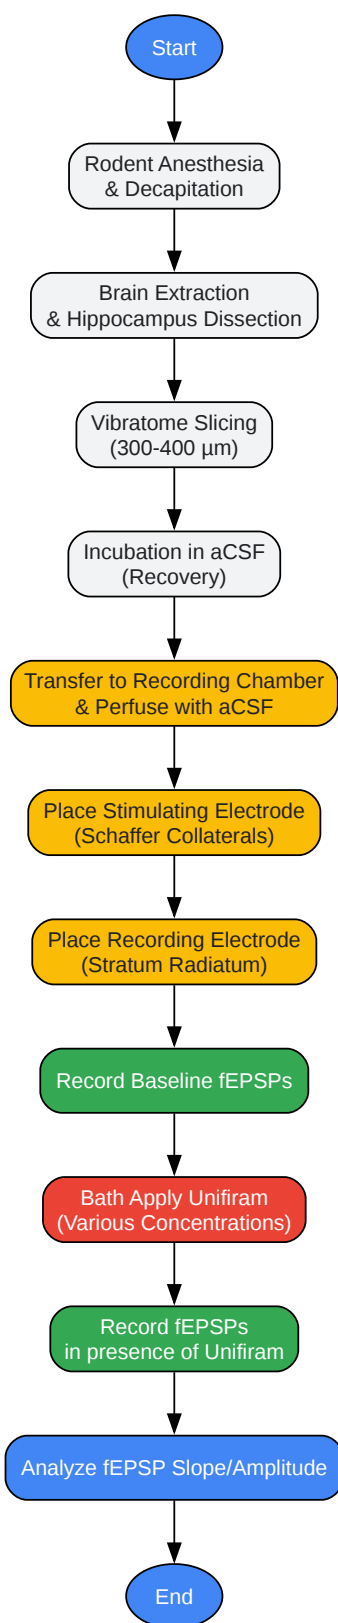 Start
Rodent Anesthesia
& Decapitation
Brain Extraction
& Hippocampus Dissection
Vibratome Slicing
(300-400 µm)
Incubation in aCSF
(Recovery)
Transfer to Recording Chamber
& Perfuse with aCSF
Place Stimulating Electrode
(Schaffer Collaterals)
Place Recording Electrode
(Stratum Radiatum)
Record Baseline fEPSPs
Bath Apply Unifiram
(Various Concentrations)
Record fEPSPs
in presence of Unifiram
Analyze fEPSP Slope/Amplitude
End